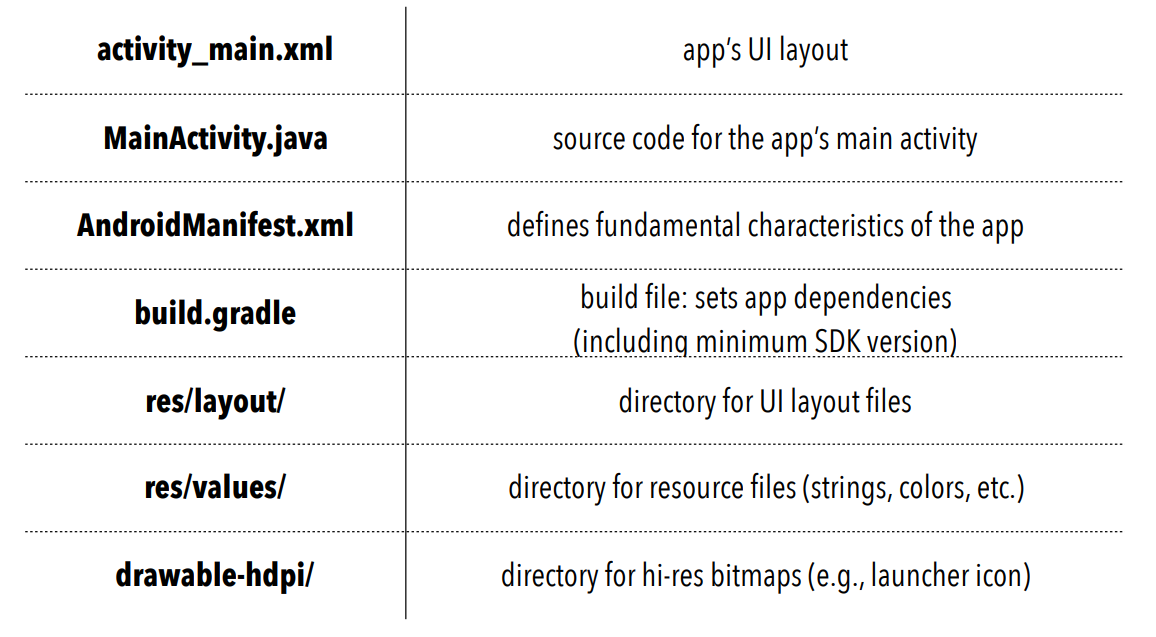 activity_main.xml
app’s UI layout
MainActivity.java
source code for the app’s main activity
AndroidManifest.xml
defines fundamental characteristics of the app
build.gradle
build file: sets app dependencies
(including minimum SDK version)
res/layout/
directory for UI layout files
res/values/
directory for resource files (strings, colors, etc.)
drawable-hdpi/
directory for hi-res bitmaps (e.g., launcher icon)